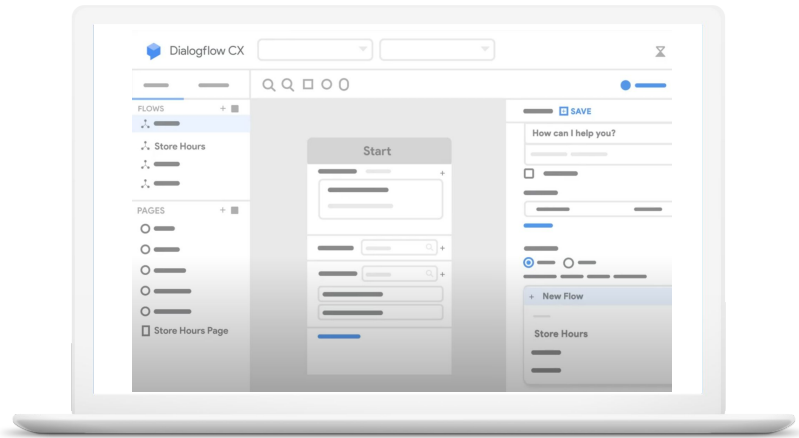 Dialogflow CX
FLOWS
Store Hours
PAGES
Store Hours Page
Start
SAVE
How can I help you?
+ New Flow
Store Hours